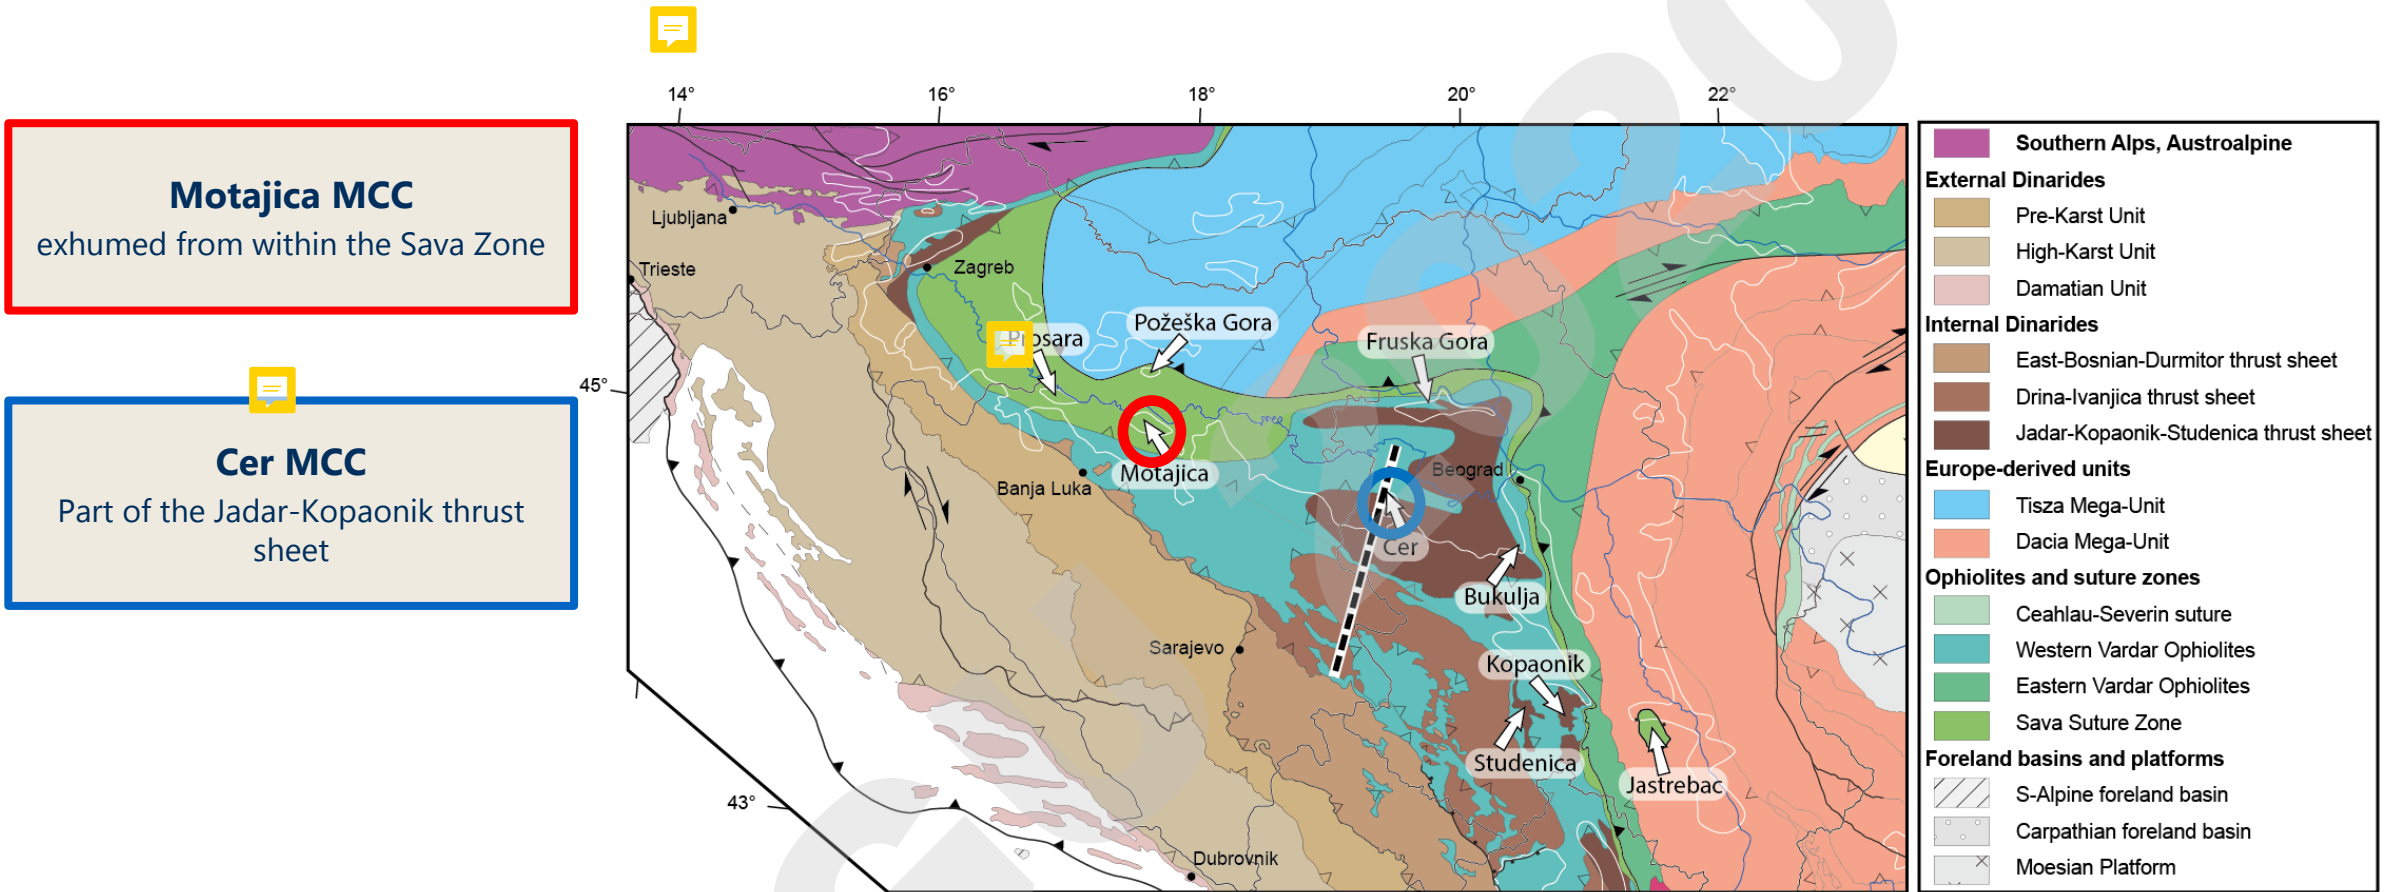 Motajica MCC
exhumed from within the Sava Zone
Cer MCC
Part of the Jadar-Kopaonik thrust
sheet
14° 16° 18° 20° 22°
Ljubljana
Trieste
Zagreb
Prosara
Požeška Gora
Fruska Gora
45°
Motajica
Banja Luka
Beograd
Cer
Bukulja
Sarajevo
Kopaonik
Studenica
Jastrebac
43°
Dubrovnik
Southern Alps, Austroalpine
External Dinarides
Pre-Karst Unit
High-Karst Unit
Damatian Unit
Internal Dinarides
East-Bosnian-Durmitor thrust sheet
Drina-Ivanjica thrust sheet
Jadar-Kopaonik-Studenica thrust sheet
Europe-derived units
Tisza Mega-Unit
Dacia Mega-Unit
Ophiolites and suture zones
Ceahlau-Severin suture
Western Vardar Ophiolites
Eastern Vardar Ophiolites
Sava Suture Zone
Foreland basins and platforms
S-Alpine foreland basin
Carpathian foreland basin
Moesian Platform